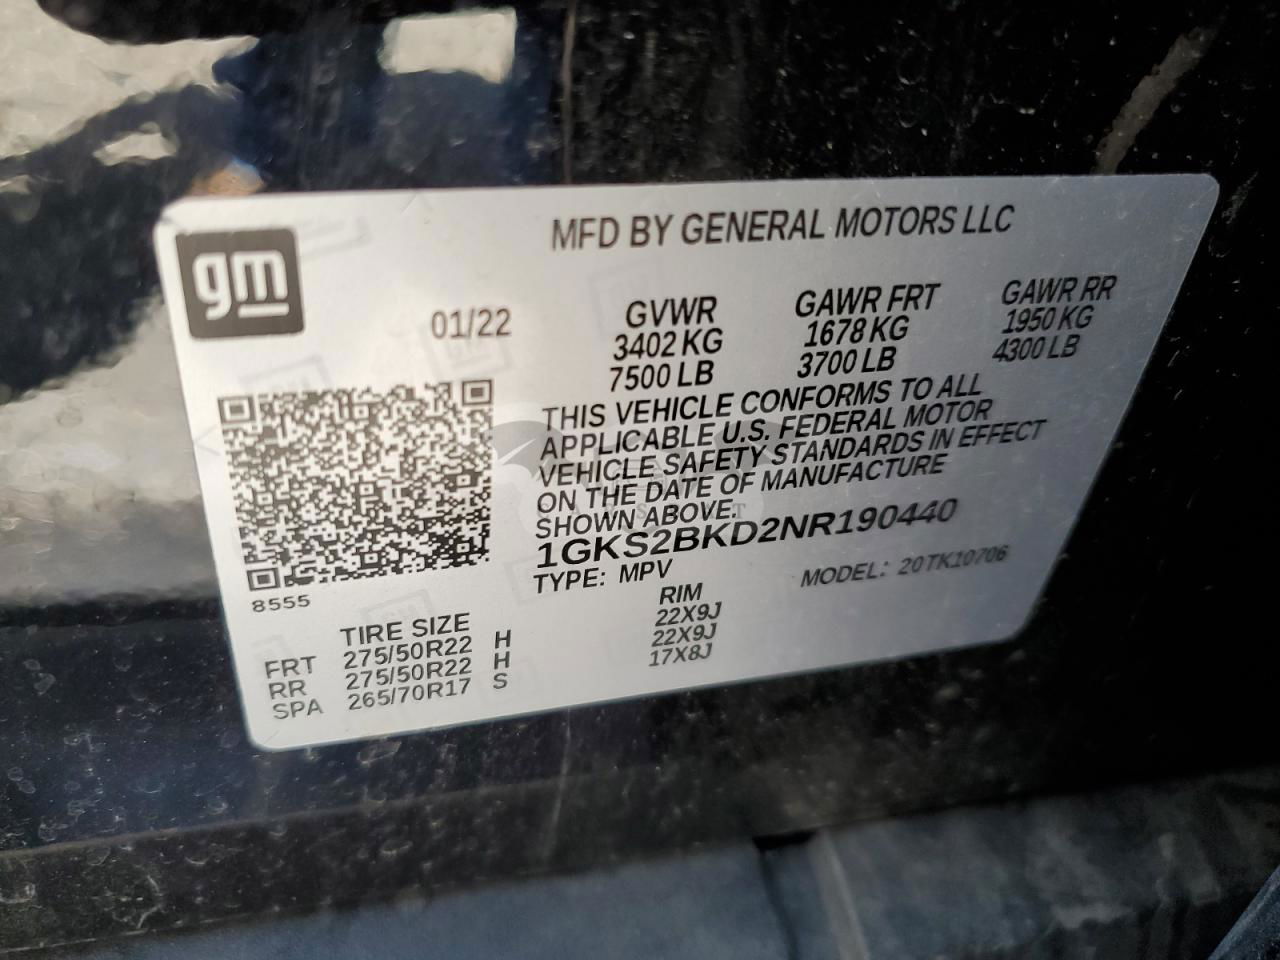 gm
MFD BY GENERAL MOTORS LLC
01/22
GVWR GAWR FRT GAWR RR
3402 KG 1678 KG 1950 KG
7500 LB 3700 LB 4300 LB
THIS VEHICLE CONFORMS TO ALL
APPLICABLE U.S. FEDERAL MOTOR
VEHICLE SAFETY STANDARDS IN EFFECT
ON THE DATE OF MANUFACTURE
SHOWN ABOVE.
1GKS2BKD2NR190440
TYPE: MPV MODEL: 20TK10706
8555
TIRE SIZE RIM
FRT 275/50R22 H 22X9J
RR 275/50R22 H 22X9J
SPA 265/70R17 S 17X8J